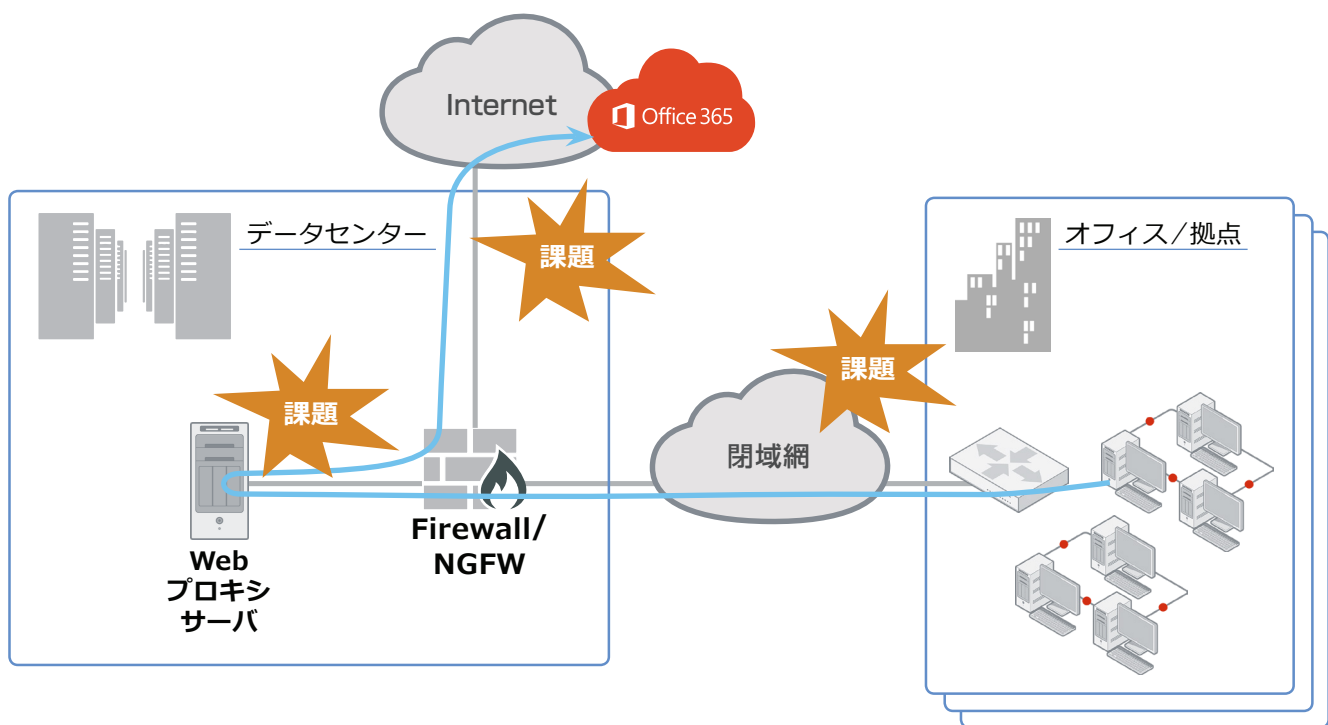 Internet
Office 365
データセンター
課題
オフィス/拠点
課題
課題
閉域網
Firewall/
NGFW
Web
プロキシ
サーバ